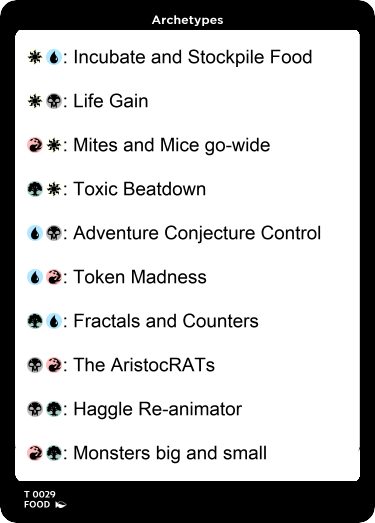 Archetypes
: Incubate and Stockpile Food
: Life Gain
: Mites and Mice go-wide
: Toxic Beatdown
: Adventure Conjecture Control
: Token Madness
: Fractals and Counters
: The AristocRATs
: Haggle Re-animator
: Monsters big and small
T 0029
FOOD